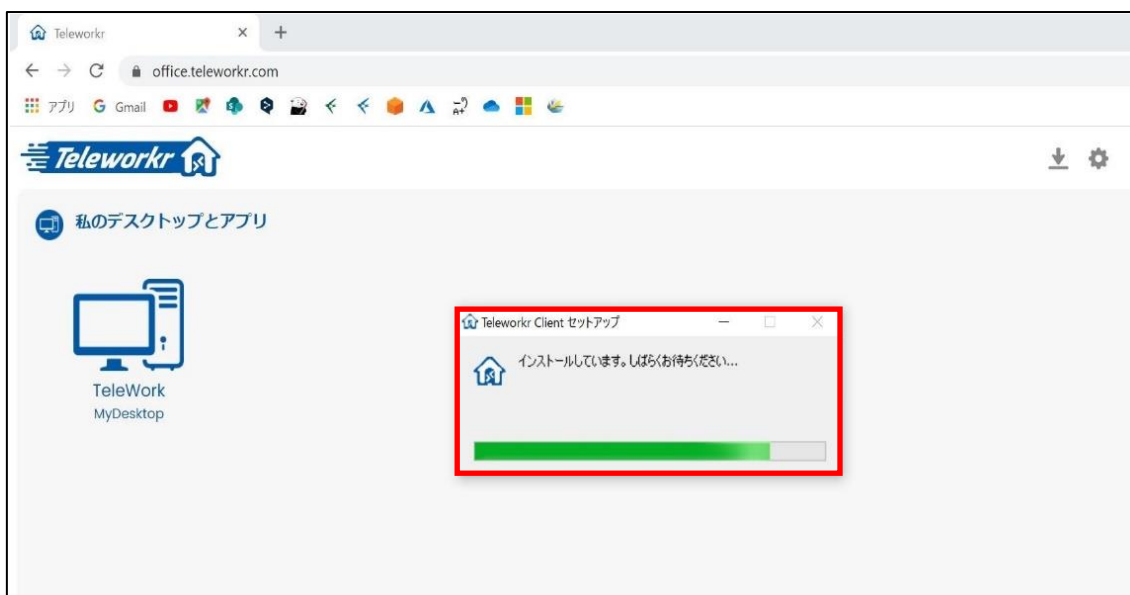 Teleworkr
office.teleworkr.com
アプリ Gmail
Teleworkr
私のデスクトップとアプリ
Teleworkr Client セットアップ
インストールしています。しばらくお待ちください...
TeleWork
MyDesktop